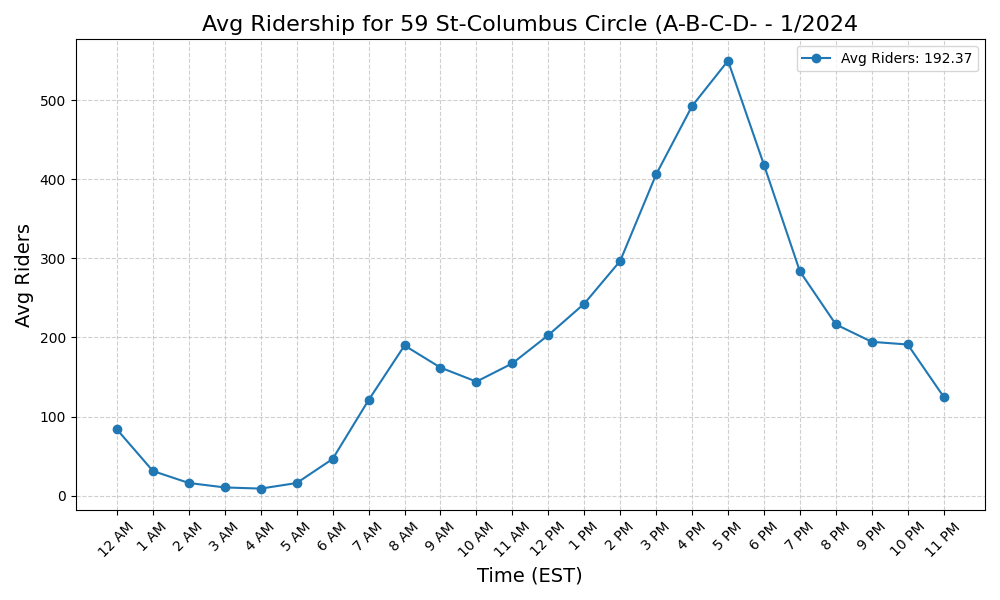 Avg Ridership for 59 St-Columbus Circle (A-B-C-D- - 1/2024
Avg Riders: 192.37
Avg Riders
500
400
300
200
100
0
12 AM
1 AM
2 AM
3 AM
4 AM
5 AM
6 AM
7 AM
8 AM
9 AM
10 AM
11 AM
12 PM
1 PM
2 PM
3 PM
4 PM
5 PM
6 PM
7 PM
8 PM
9 PM
10 PM
11 PM
Time (EST)